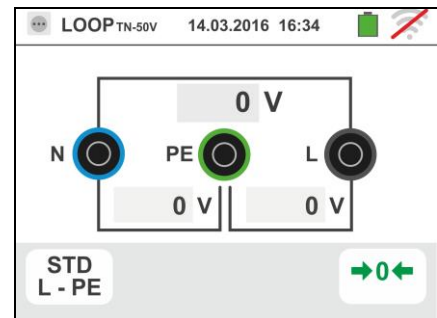 LOOP TN-50V 14.03.2016 16:34
0 V
N PE L
0 V 0 V
STD
L - PE
→0←